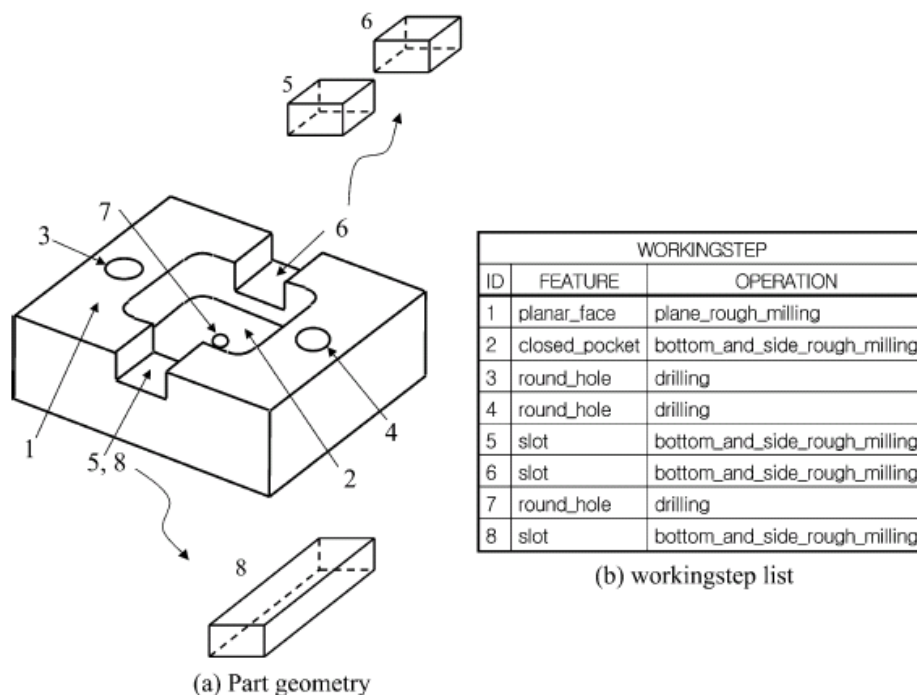 6
5
7
6
3
1
5, 8
2
4
8
(a) Part geometry
WORKINGSTEP
ID FEATURE OPERATION
1 planar_face plane_rough_milling
2 closed_pocket bottom_and_side_rough_milling
3 round_hole drilling
4 round_hole drilling
5 slot bottom_and_side_rough_milling
6 slot bottom_and_side_rough_milling
7 round_hole drilling
8 slot bottom_and_side_rough_milling
(b) workingstep list